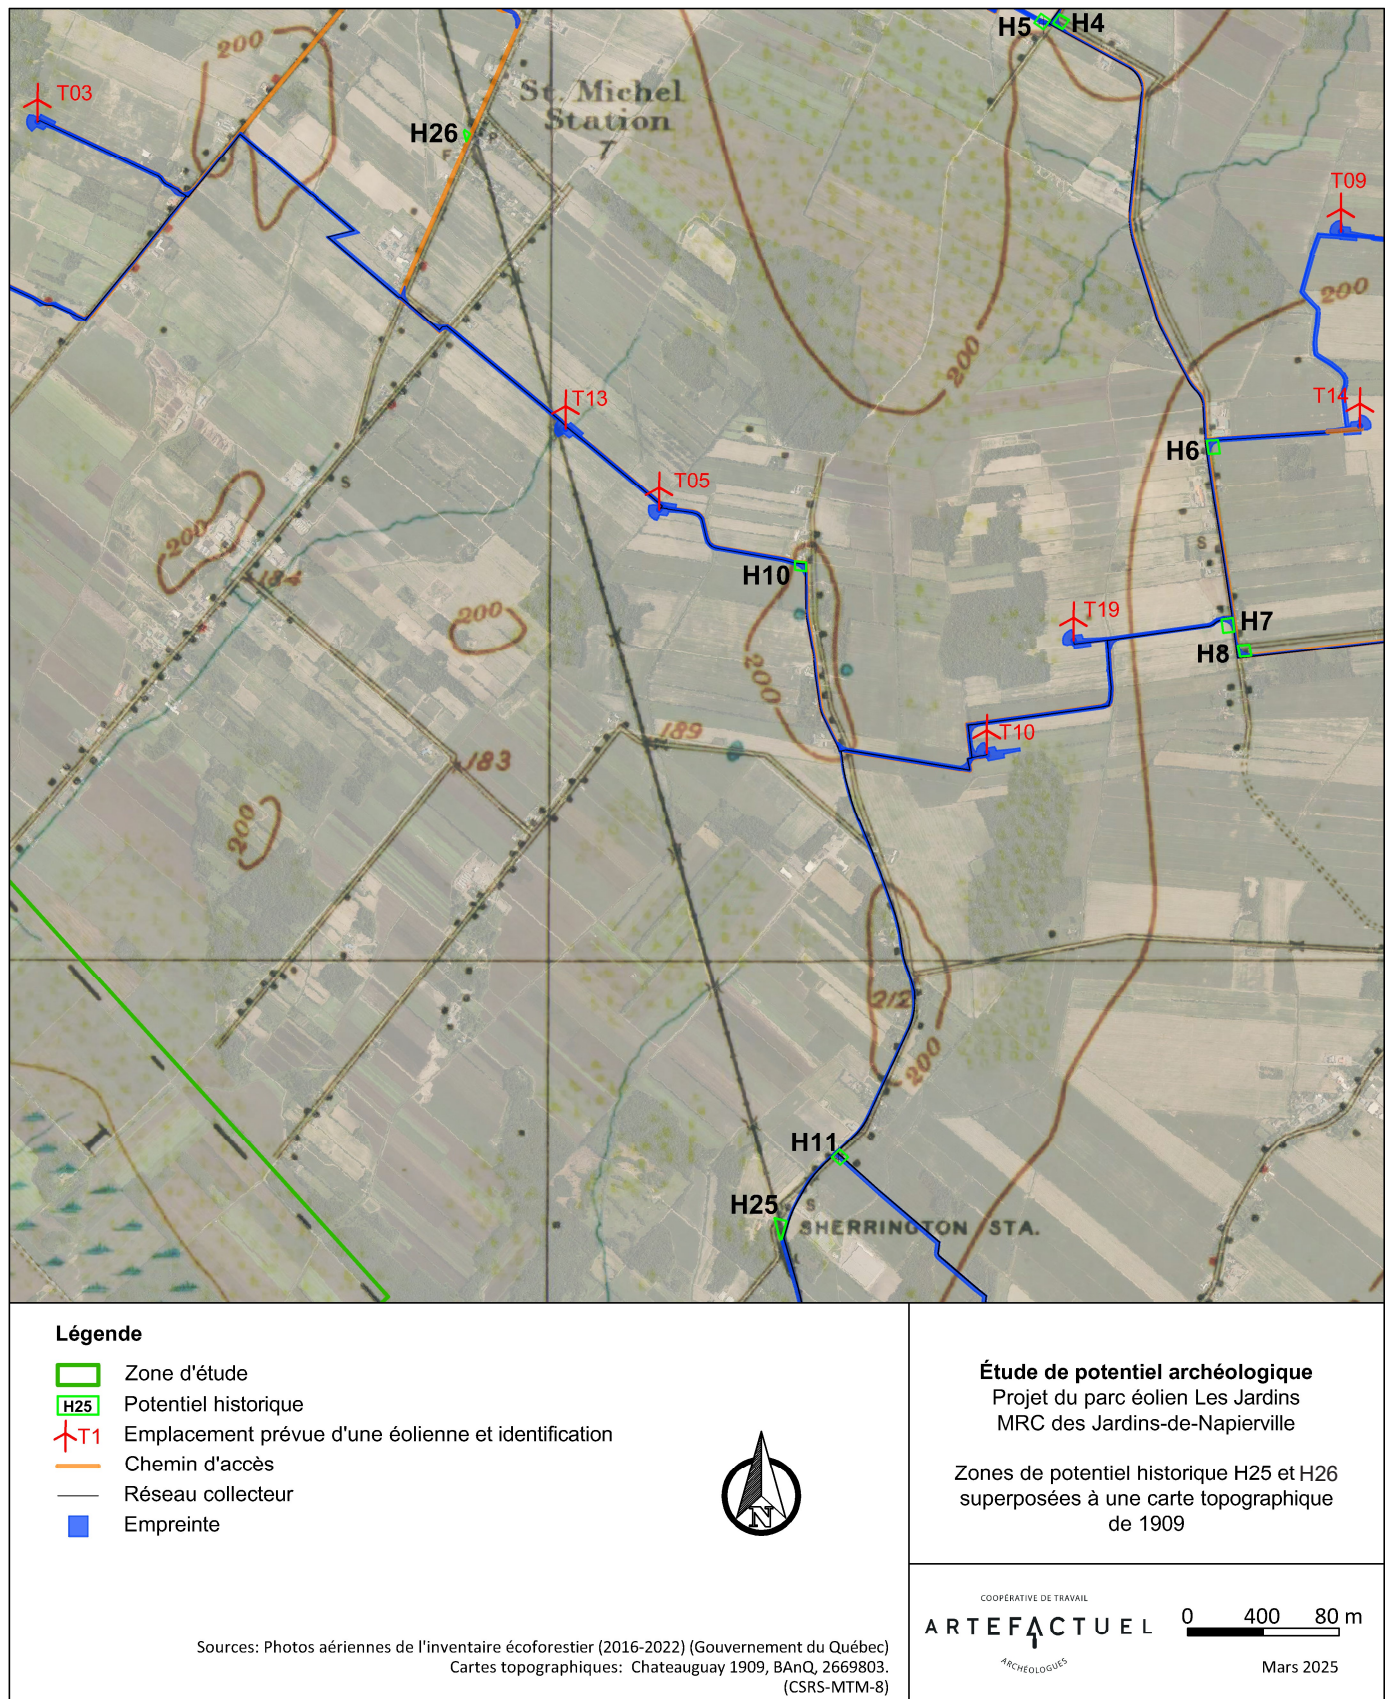 H5
H4
200
T03
St. Michel
Station
7
H26
P
F
T09
200
T14
200
T13
H6
S
T05
S
200
H10
184
200
T19
H7
H8
200
T10
189
183
200
212
200
I
H11
S
H25
SHERRINGTON STA.
Légende
Zone d'étude
H25 Potentiel historique
T1 Emplacement prévue d'une éolienne et identification
Chemin d'accès
Réseau collecteur
Empreinte
N
Sources: Photos aériennes de l'inventaire écoforestier (2016-2022) (Gouvernement du Québec)
Cartes topographiques: Chateauguay 1909, BAnQ, 2669803.
(CSRS-MTM-8)
Étude de potentiel archéologique
Projet du parc éolien Les Jardins
MRC des Jardins-de-Napierville
Zones de potentiel historique H25 et H26
superposées à une carte topographique
de 1909
COOPÉRATIVE DE TRAVAIL
ARTEFACTUEL
ARCHÉOLOGUES
0 400 80 m
Mars 2025